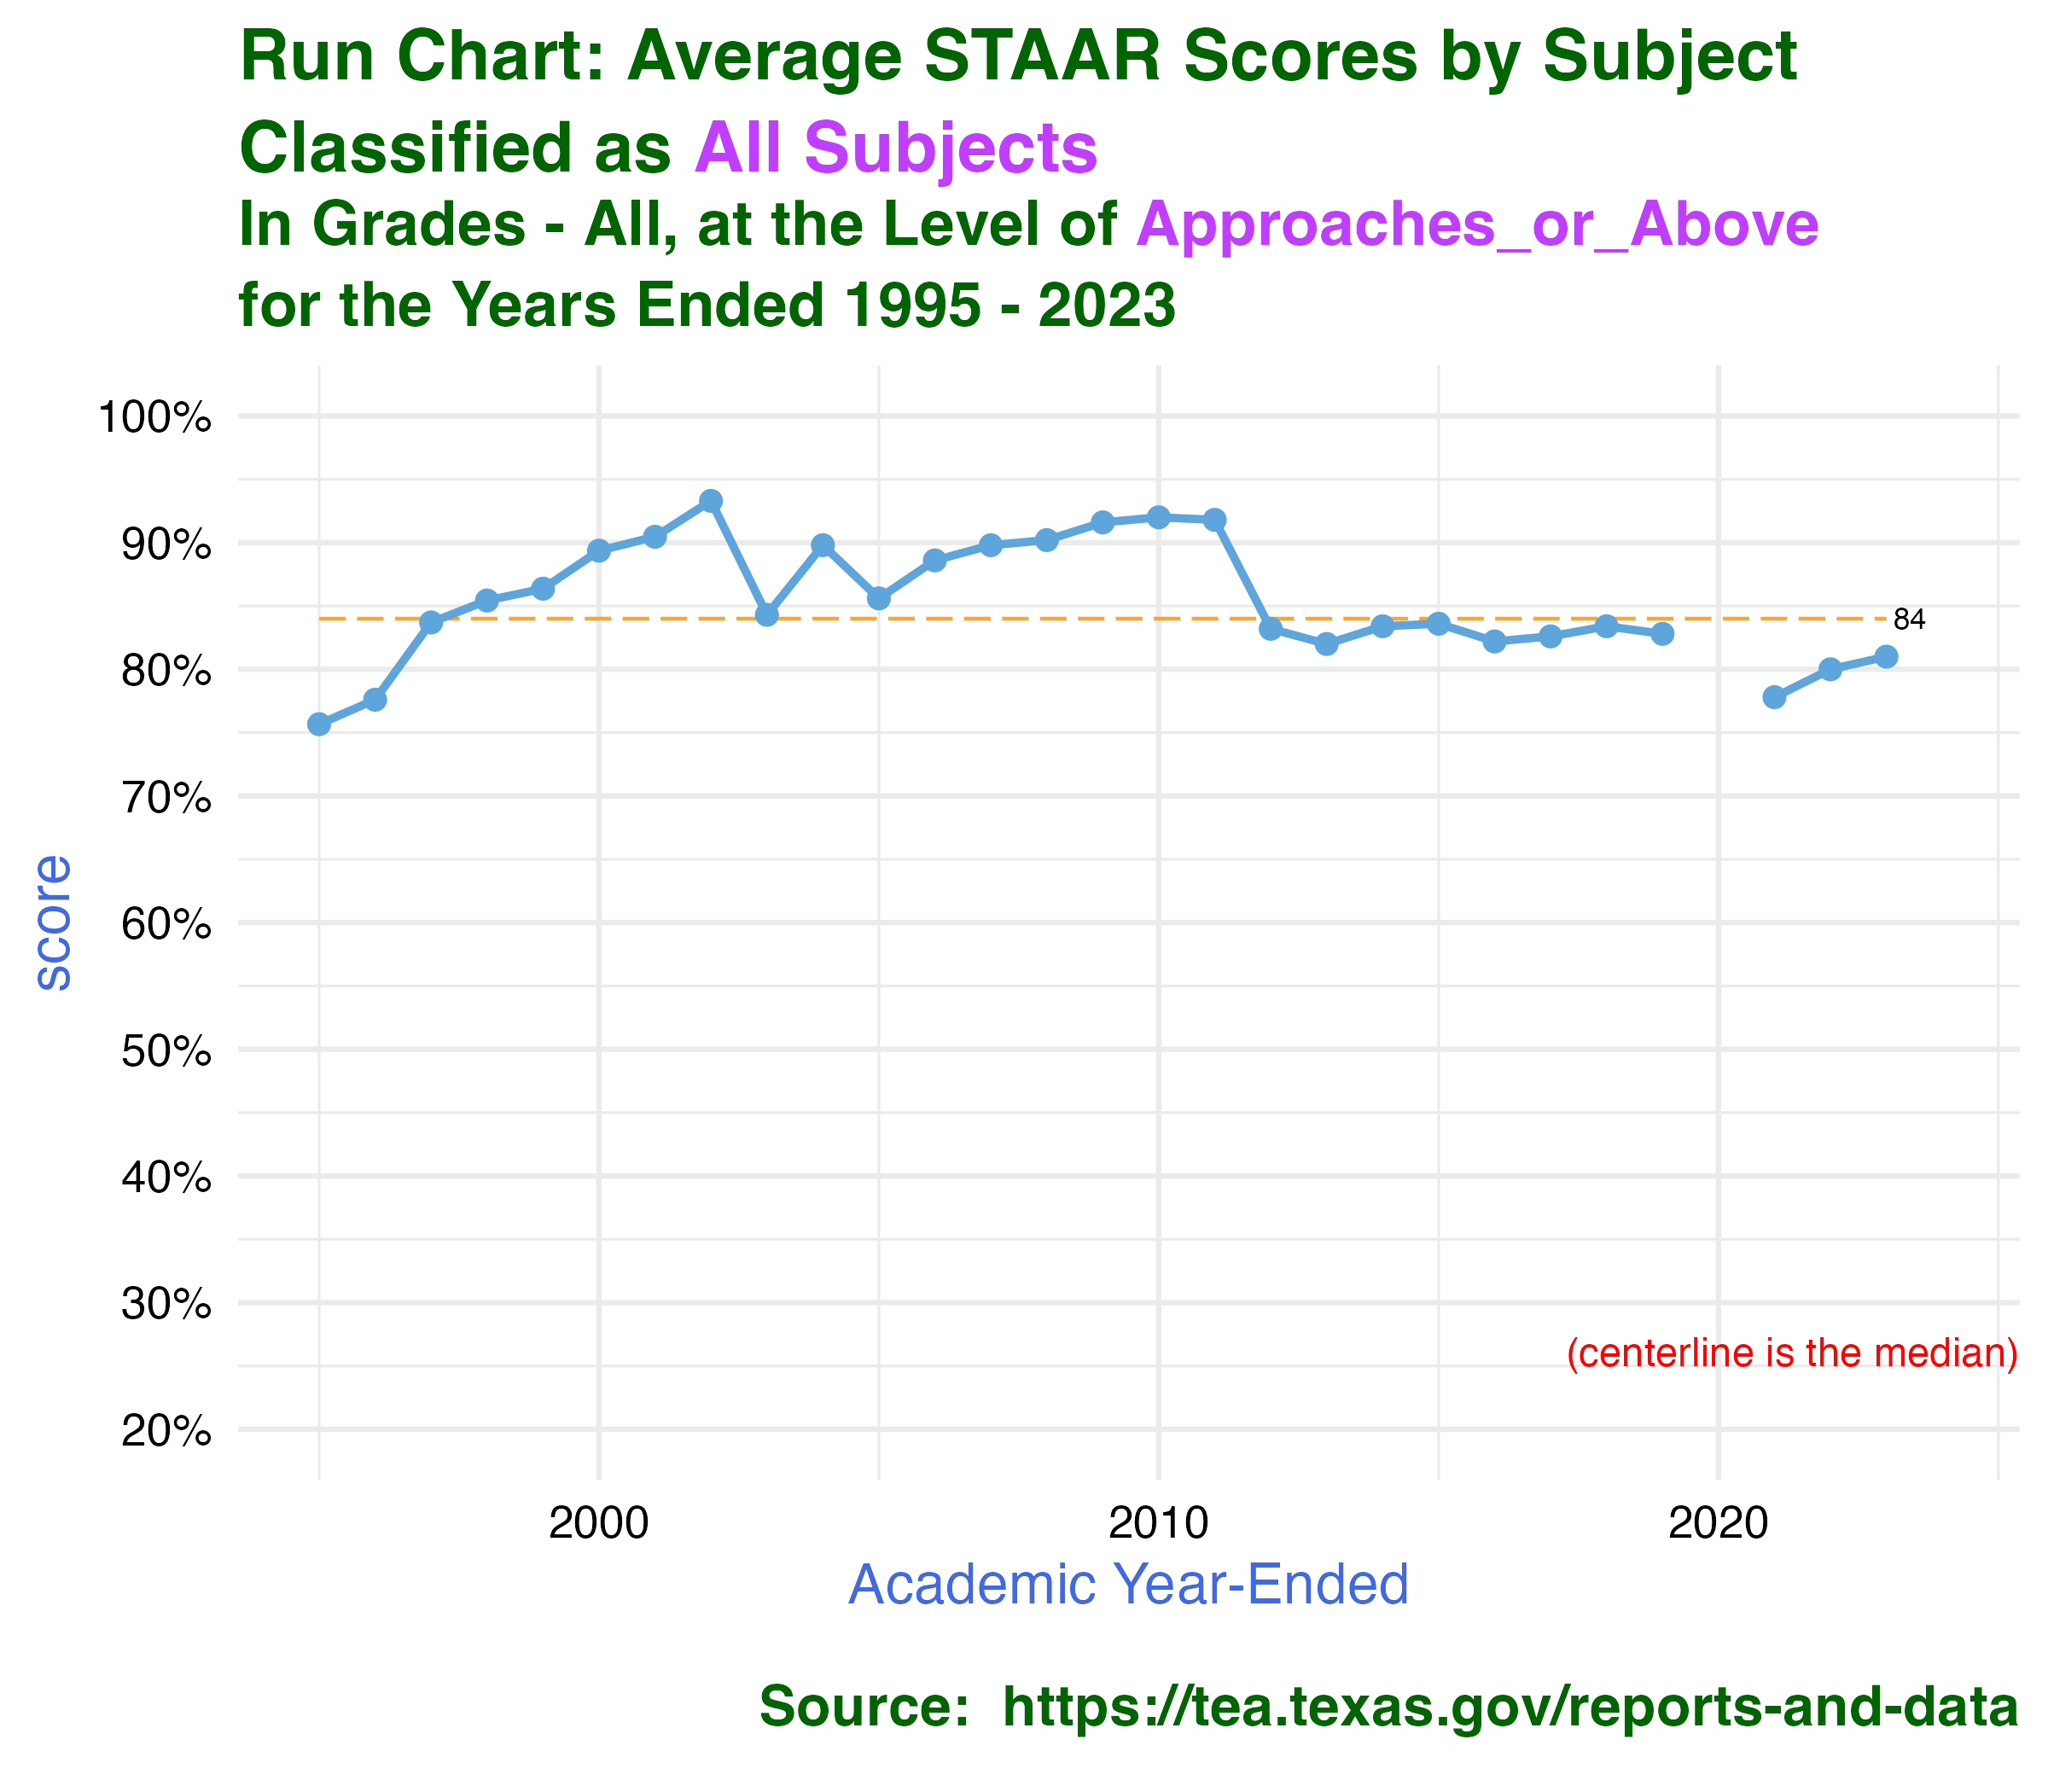 Run Chart: Average STAAR Scores by Subject
Classified as All Subjects
In Grades - All, at the Level of Approaches_or_Above
for the Years Ended 1995 - 2023
100%
90%
84
80%
70%
60%
score
50%
40%
30%
(centerline is the median)
20%
2000 2010 2020
Academic Year-Ended
Source:  https://tea.texas.gov/reports-and-data